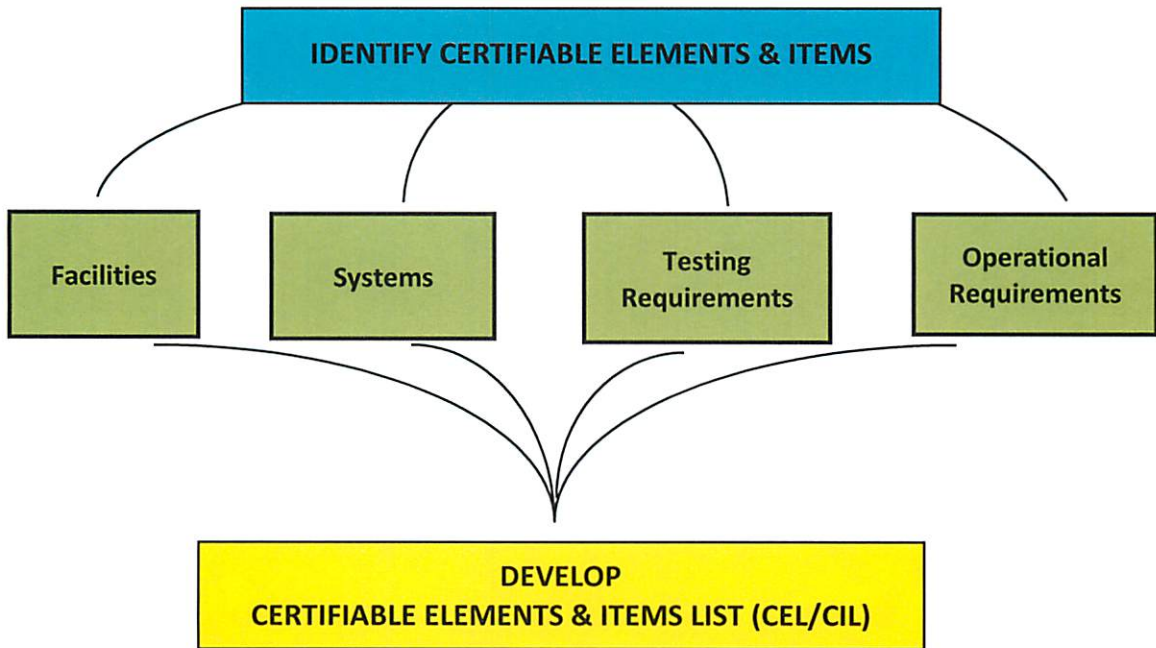 IDENTIFY CERTIFIABLE ELEMENTS & ITEMS
Facilities
Systems
Testing
Requirements
Operational
Requirements
DEVELOP
CERTIFIABLE ELEMENTS & ITEMS LIST (CEL/CIL)